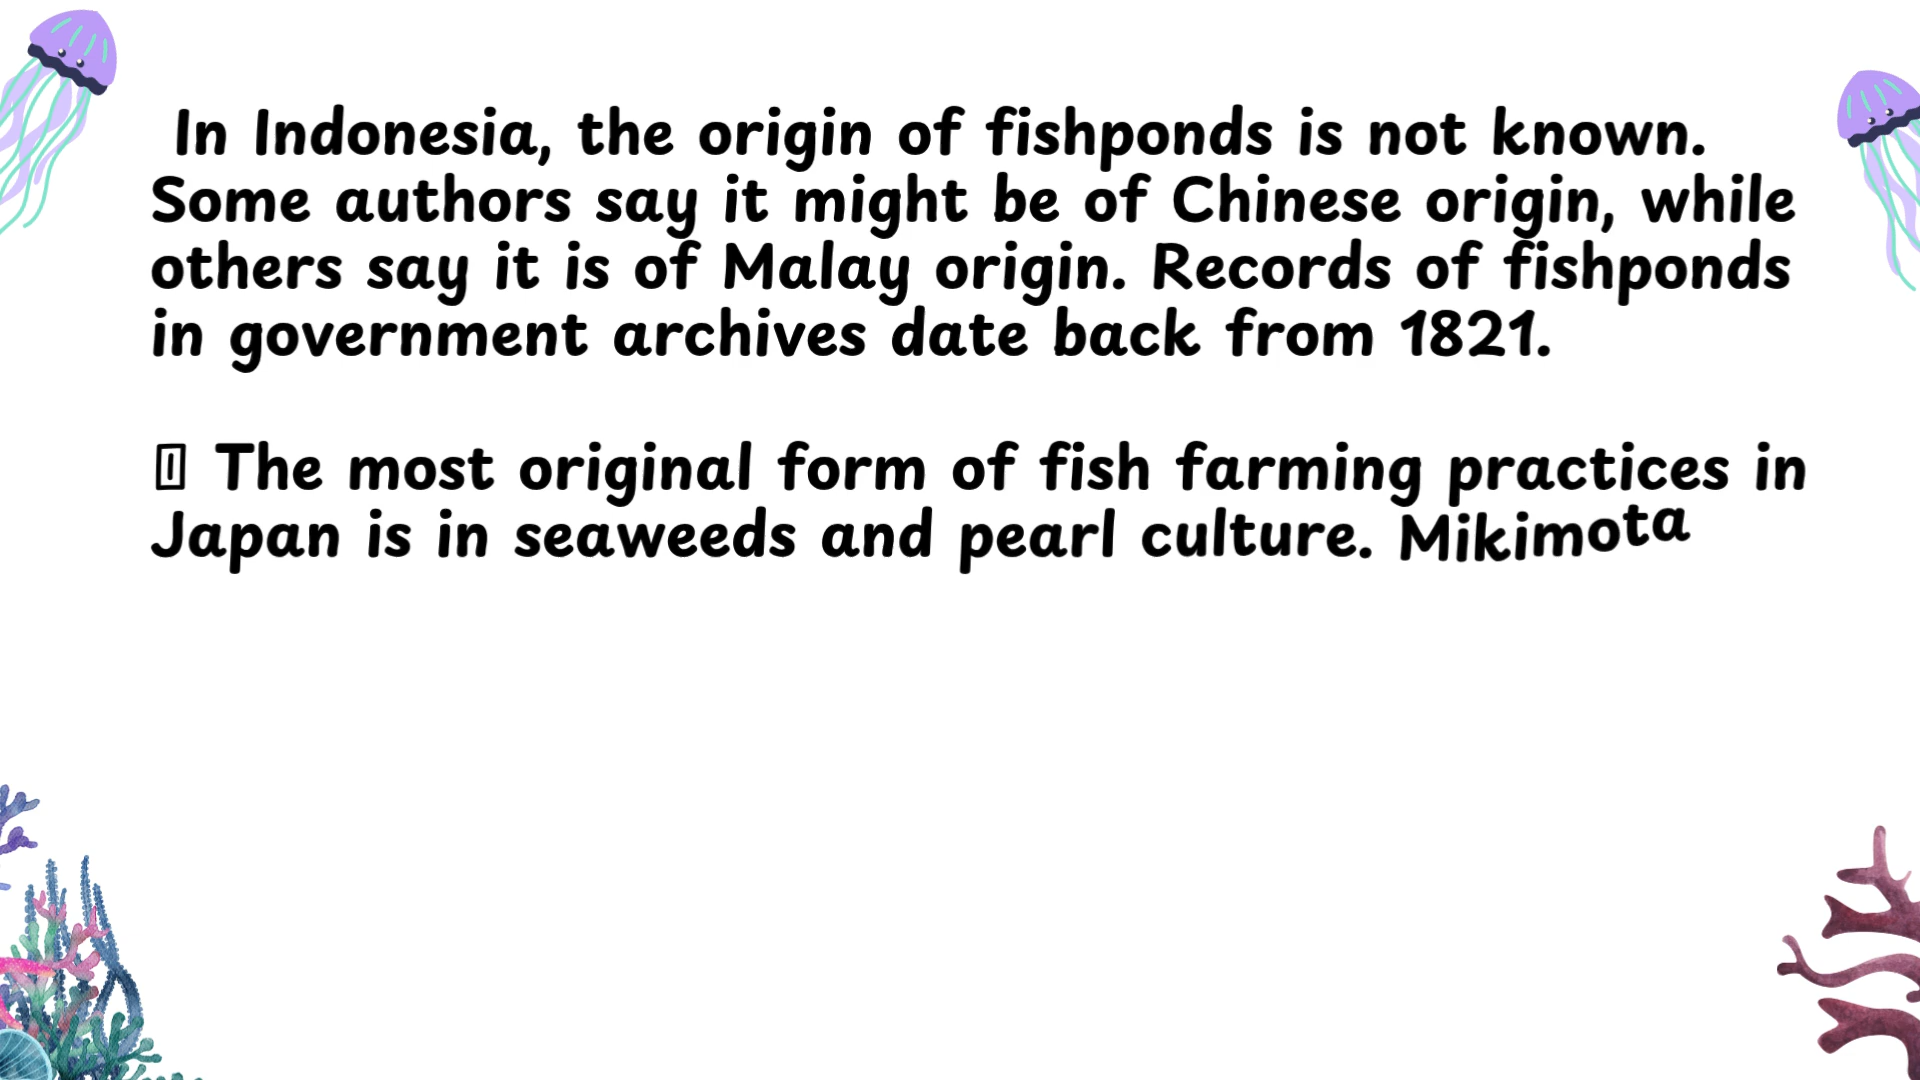 In Indonesia, the origin of fishponds is not known.
Some authors say it might be of Chinese origin, while
others say it is of Malay origin. Records of fishponds
in government archives date back from 1821.
The most original form of fish farming practices in
Japan is in seaweeds and pearl culture. Mikimota